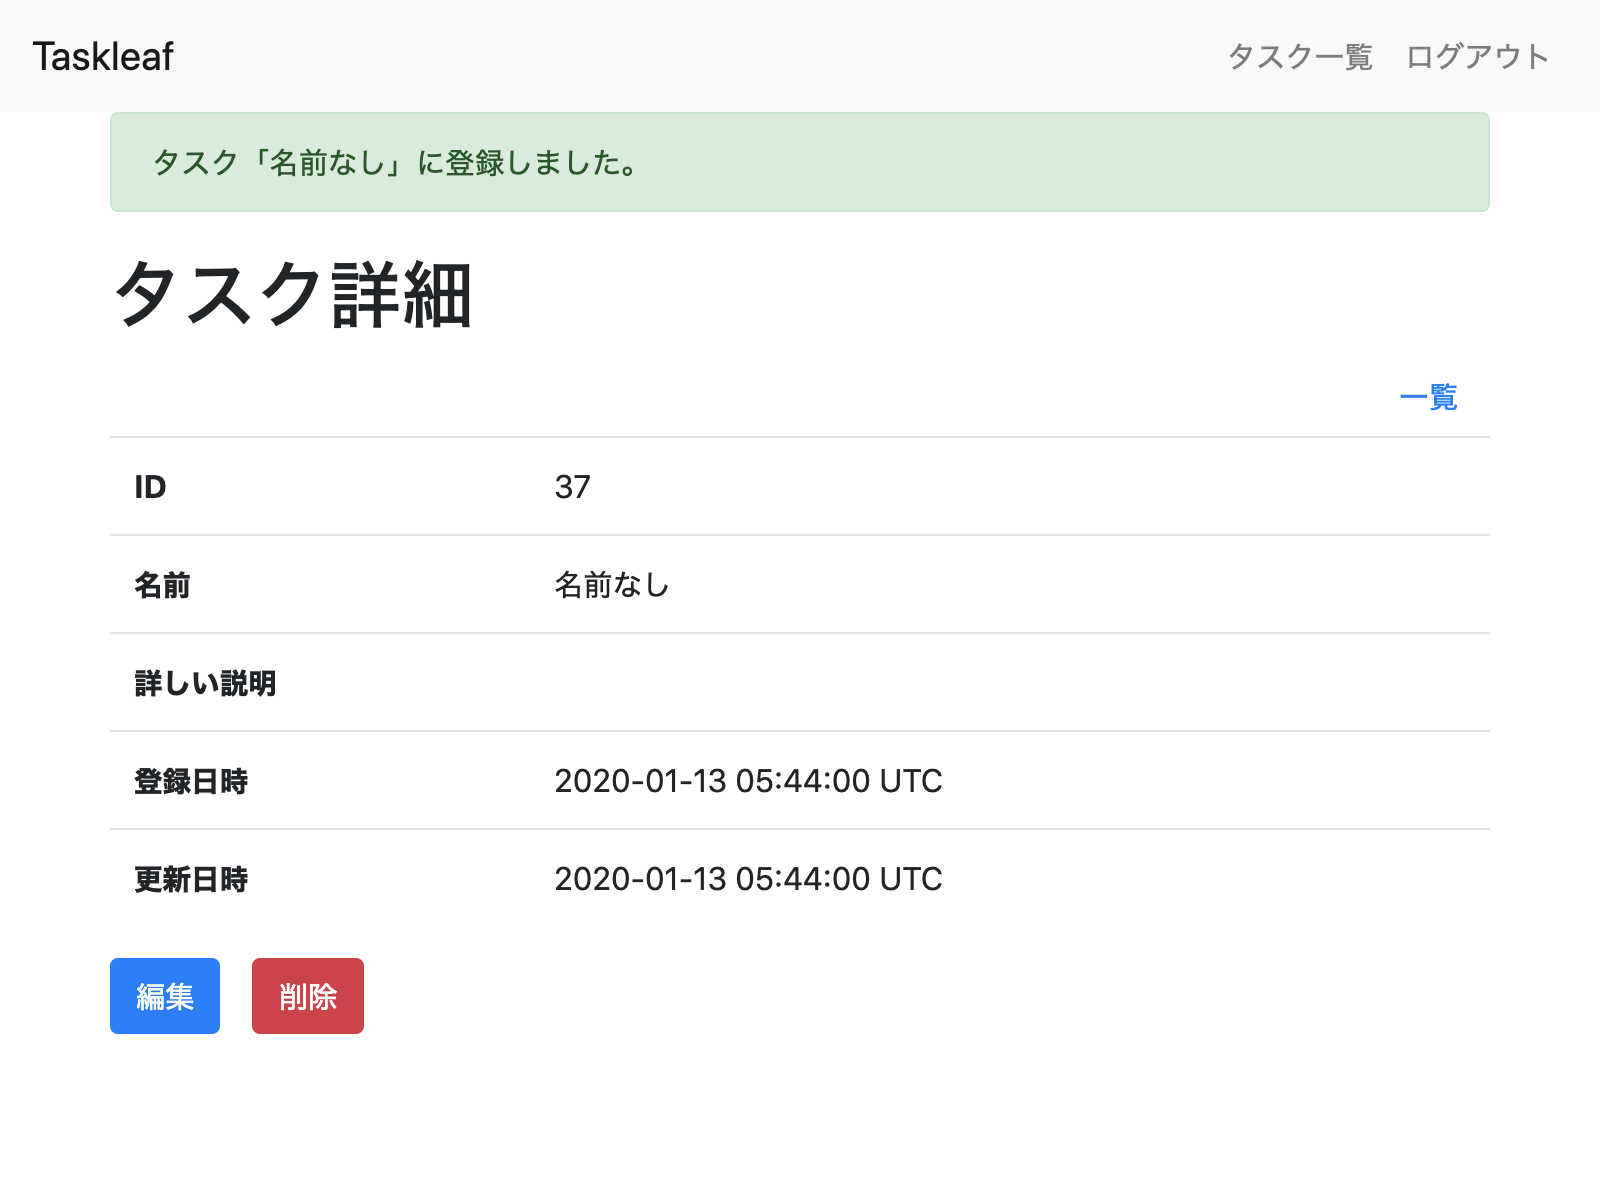 Taskleaf タスク一覧 ログアウト
タスク「名前なし」に登録しました。
タスク詳細
一覧
ID 37
名前 名前なし
詳しい説明
登録日時 2020-01-13 05:44:00 UTC
更新日時 2020-01-13 05:44:00 UTC
編集 削除